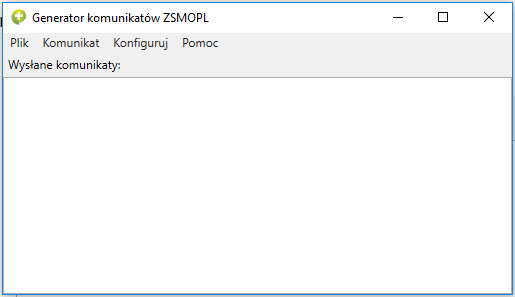 Generator komunikatów ZSMOPL
Plik Komunikat Konfiguruj Pomoc
Wysłane komunikaty: